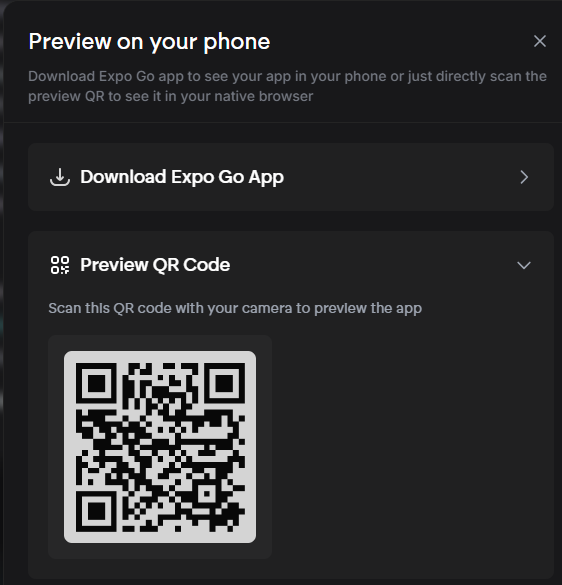 Preview on your phone
Download Expo Go app to see your app in your phone or just directly scan the
preview QR to see it in your native browser
Download Expo Go App
Preview QR Code
Scan this QR code with your camera to preview the app